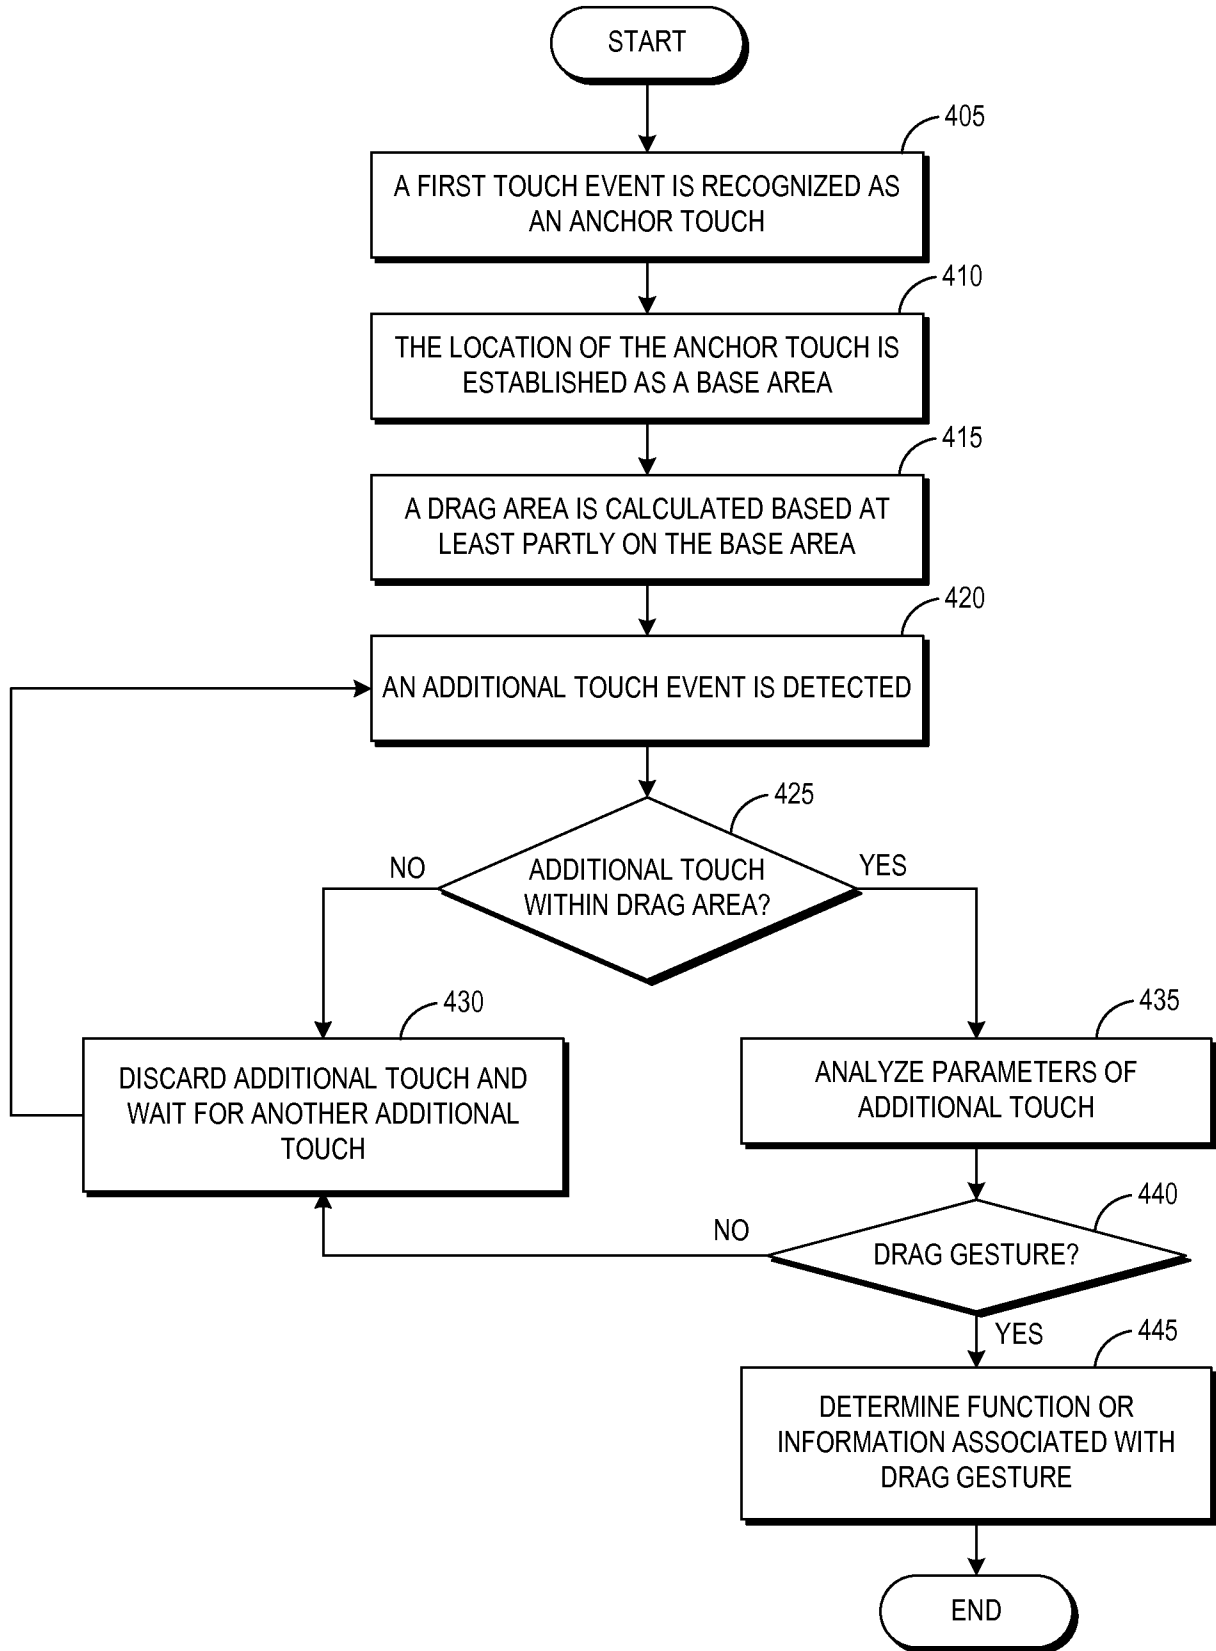 START
405
A FIRST TOUCH EVENT IS RECOGNIZED AS
AN ANCHOR TOUCH
410
THE LOCATION OF THE ANCHOR TOUCH IS
ESTABLISHED AS A BASE AREA
415
A DRAG AREA IS CALCULATED BASED AT
LEAST PARTLY ON THE BASE AREA
420
AN ADDITIONAL TOUCH EVENT IS DETECTED
425
NO
ADDITIONAL TOUCH
WITHIN DRAG AREA?
YES
430
DISCARD ADDITIONAL TOUCH AND
WAIT FOR ANOTHER ADDITIONAL
TOUCH
435
ANALYZE PARAMETERS OF
ADDITIONAL TOUCH
440
NO
DRAG GESTURE?
YES
445
DETERMINE FUNCTION OR
INFORMATION ASSOCIATED WITH
DRAG GESTURE
END